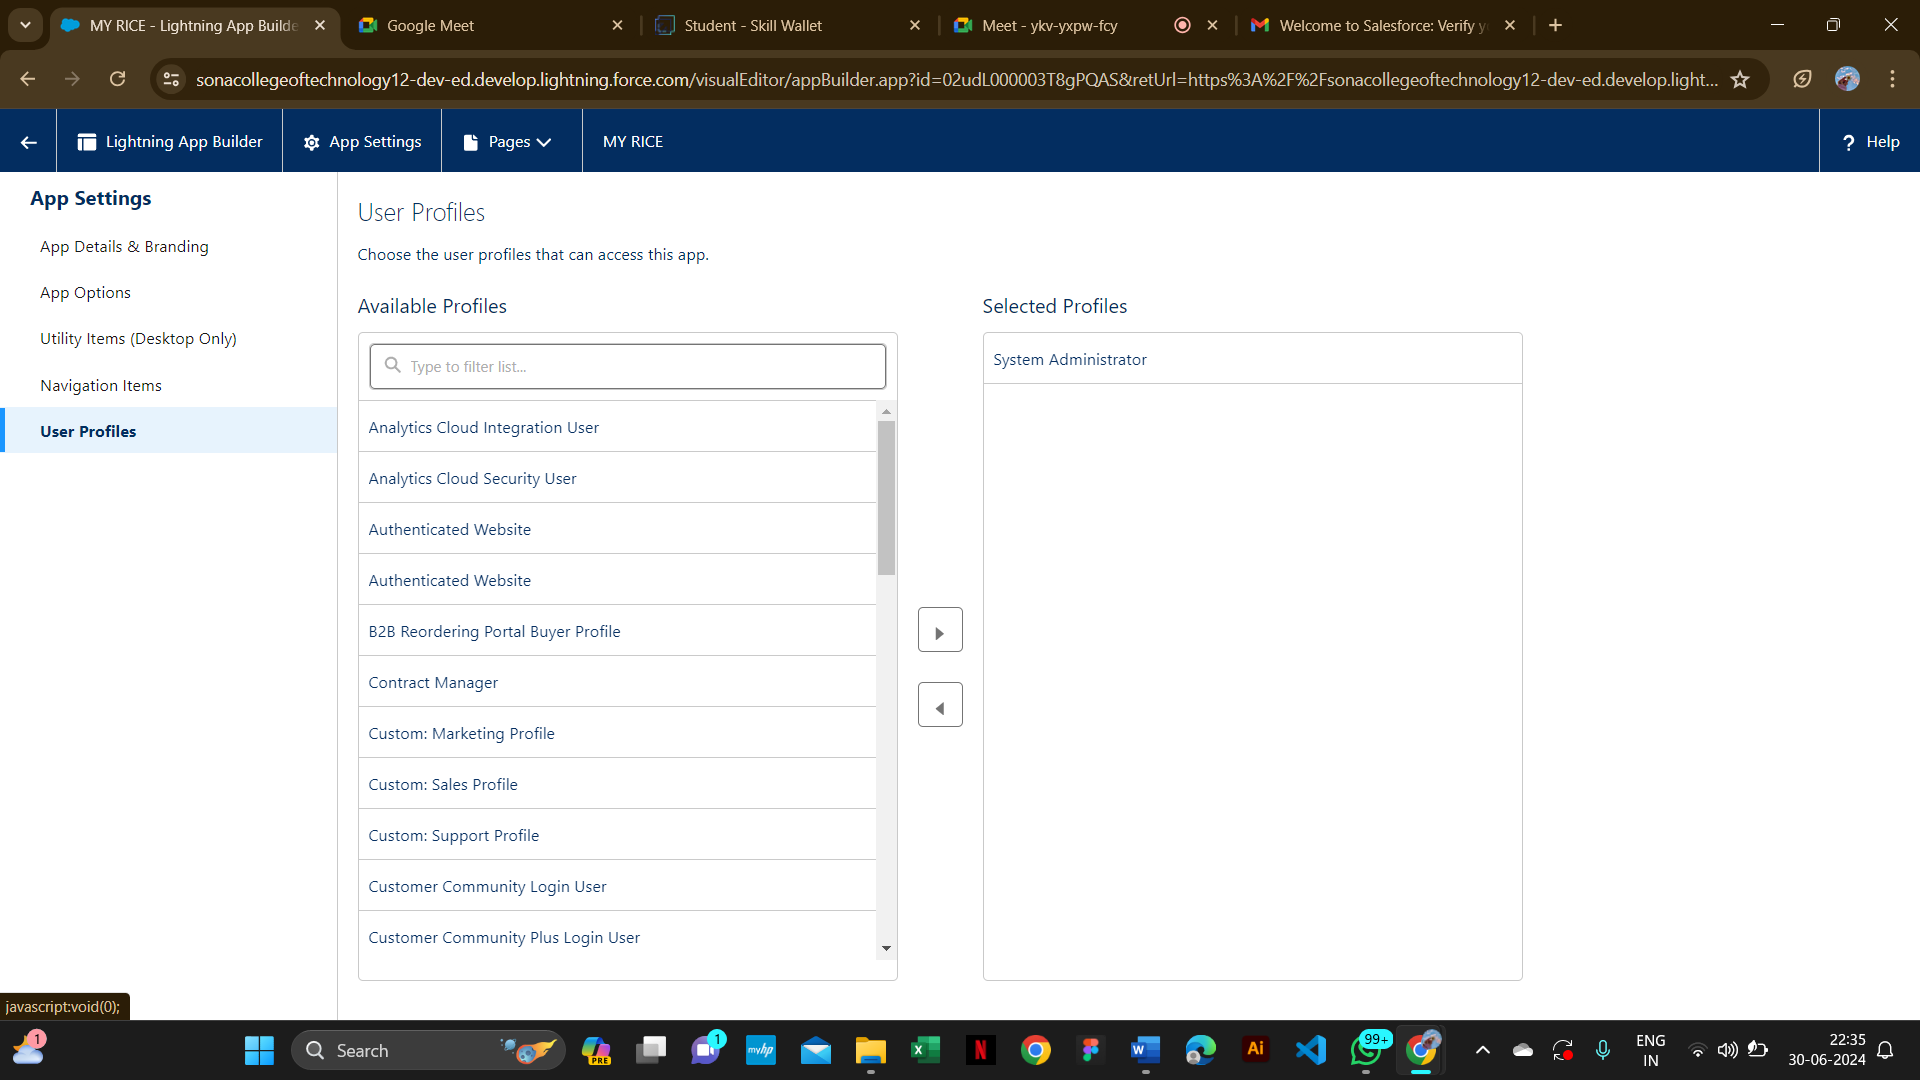 MY RICE - Lightning App Builde
Google Meet
Student - Skill Wallet
Meet - ykv-yxpw-fcy
Welcome to Salesforce: Verify y
sonacollegeoftechnology12-dev-ed.develop.lightning.force.com/visualEditor/appBuilder.app?id=02udL000003T8gPQAS&retUrl=https%3A%2F%2Fsonacollegeoftechnology12-dev-ed.develop.light...
Lightning App Builder
App Settings
Pages
MY RICE
? Help
App Settings
App Details & Branding
App Options
Utility Items (Desktop Only)
Navigation Items
User Profiles
User Profiles
Choose the user profiles that can access this app.
Available Profiles
Type to filter list...
Analytics Cloud Integration User
Analytics Cloud Security User
Authenticated Website
Authenticated Website
B2B Reordering Portal Buyer Profile
Contract Manager
Custom: Marketing Profile
Custom: Sales Profile
Custom: Support Profile
Customer Community Login User
Customer Community Plus Login User
Selected Profiles
System Administrator
javascript:void(0);
1
Search
PRE
1
myhp
N
W
Ai
99+
ENG
IN
22:35
30-06-2024